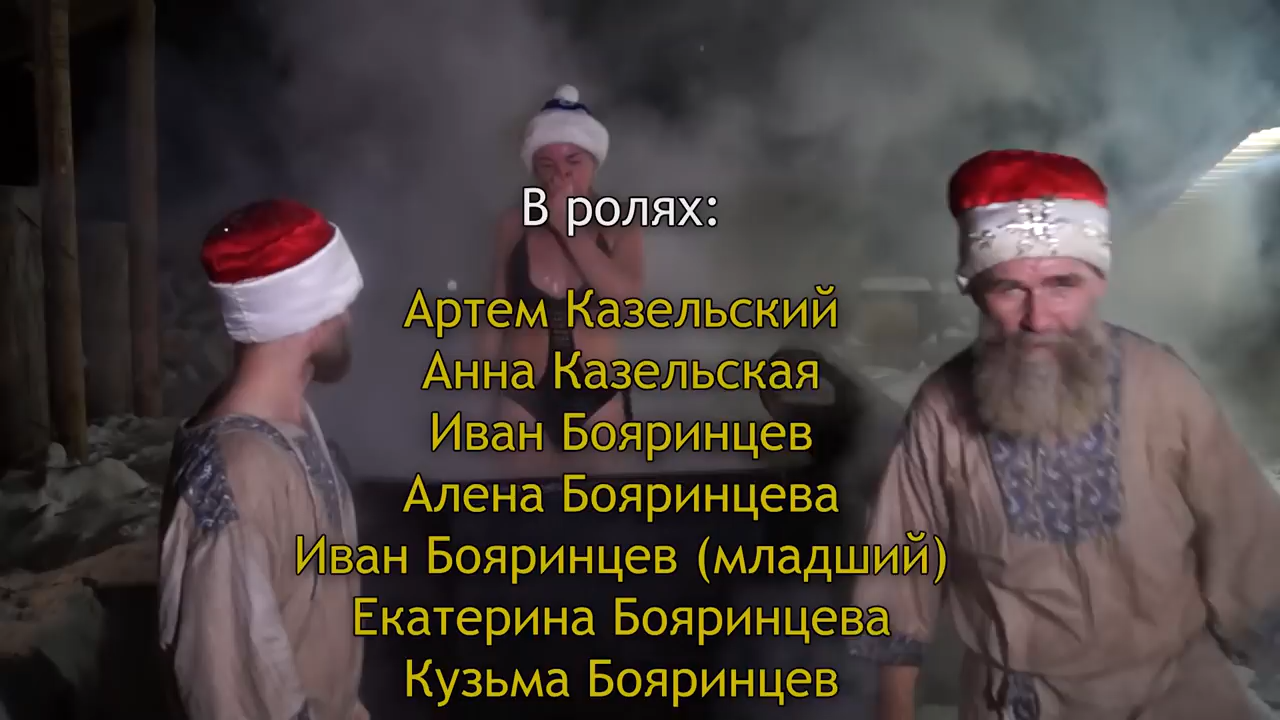 В ролях:
Артем Казельский
Анна Казельская
Иван Бояринцев
Алена Бояринцева
Иван Бояринцев (младший)
Екатерина Бояринцева
Кузьма Бояринцев